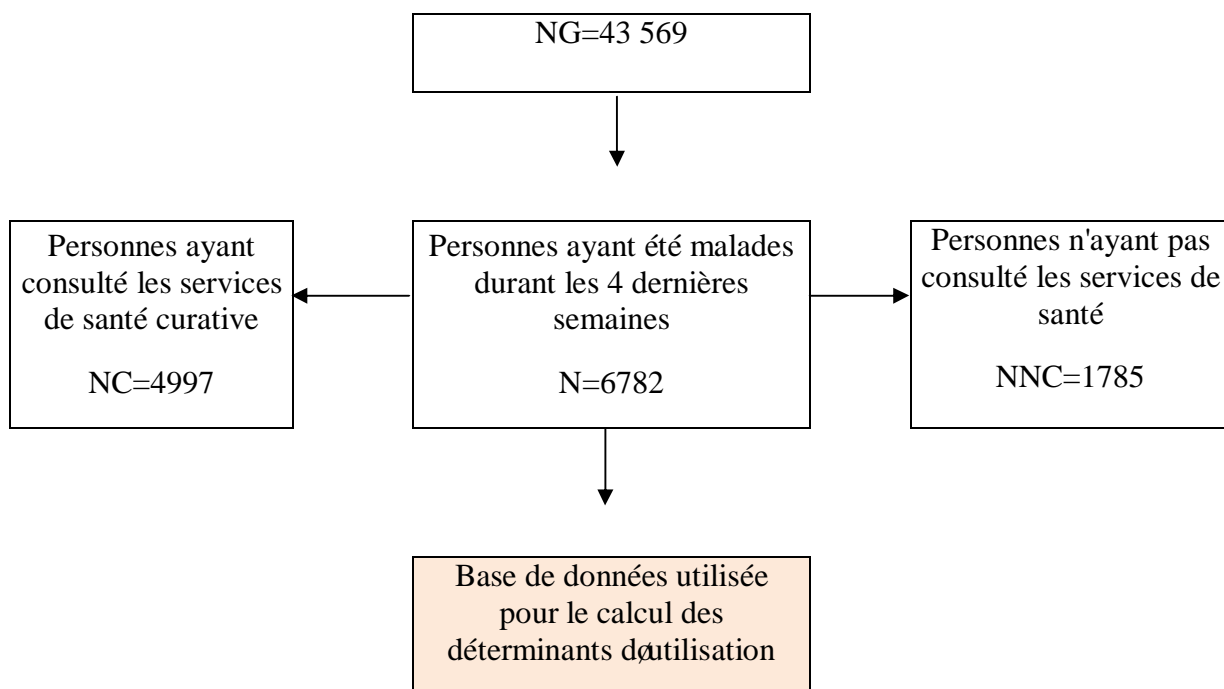 NG=43 569
Personnes ayant
consulté les services
de santé curative
NC=4997
Personnes ayant été malades
durant les 4 dernières
semaines
N=6782
Personnes n'ayant pas
consulté les services de
santé
NNC=1785
Base de données utilisée
pour le calcul des
déterminants døutilisation